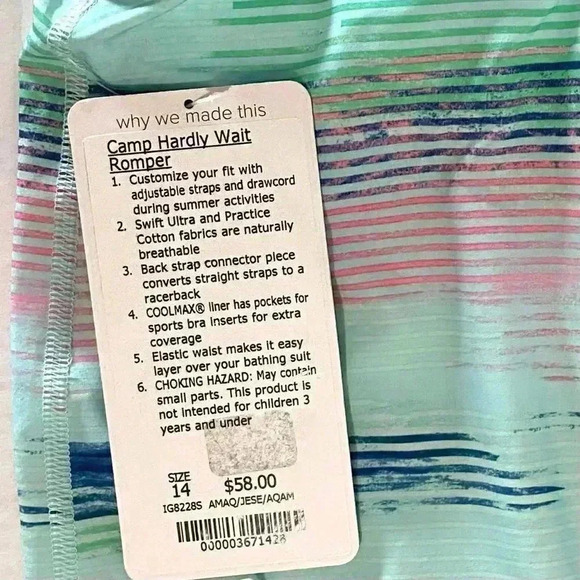 why we made this
Camp Hardly Wait
Romper
1. Customize your fit with
adjustable straps and drawcord
during summer activities
2. Swift Ultra and Practice
Cotton fabrics are naturally
breathable
3. Back strap connector piece
converts straight straps to a
racerback
4. COOLMAX® liner has pockets for
sports bra inserts for extra
coverage
5. Elastic waist makes it easy
layer over your bathing suit
6. CHOKING HAZARD: May contain
small parts. This product is
not intended for children 3
years and under
SIZE
14 $58.00
IG8228S AMAQ/JESE/AQAM
000003671428